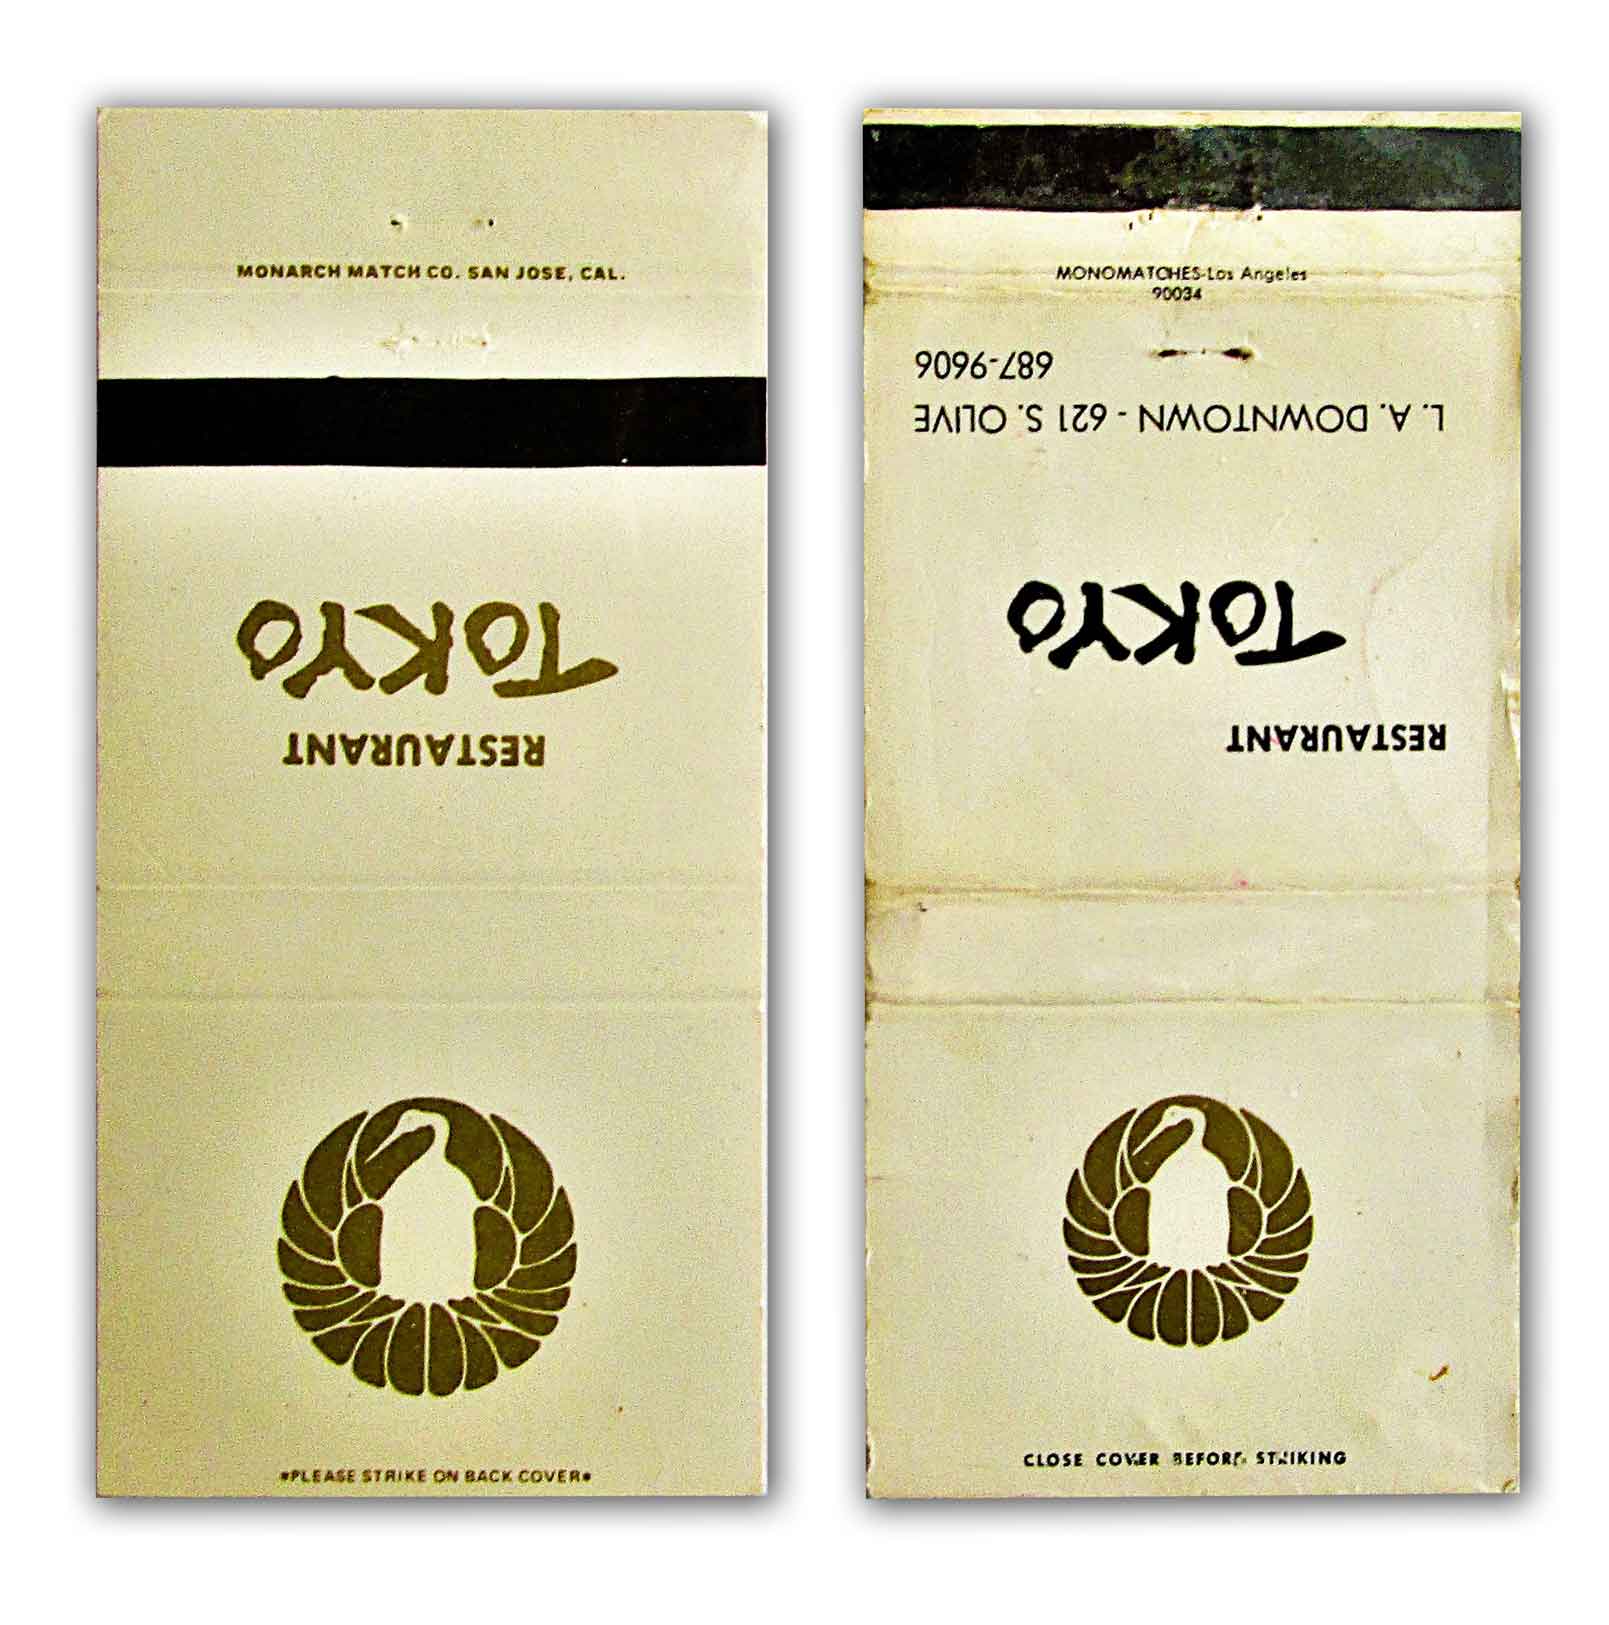 MONARCH MATCH CO. SAN JOSE, CAL.
RESTAURANT
TOKYO
*PLEASE STRIKE ON BACK COVER*
MONOMATCHES-Los Angeles
90034
RESTAURANT
TOKYO
L. A. DOWNTOWN - 621 S. OLIVE
687-9606
CLOSE COVER BEFORE STRIKING